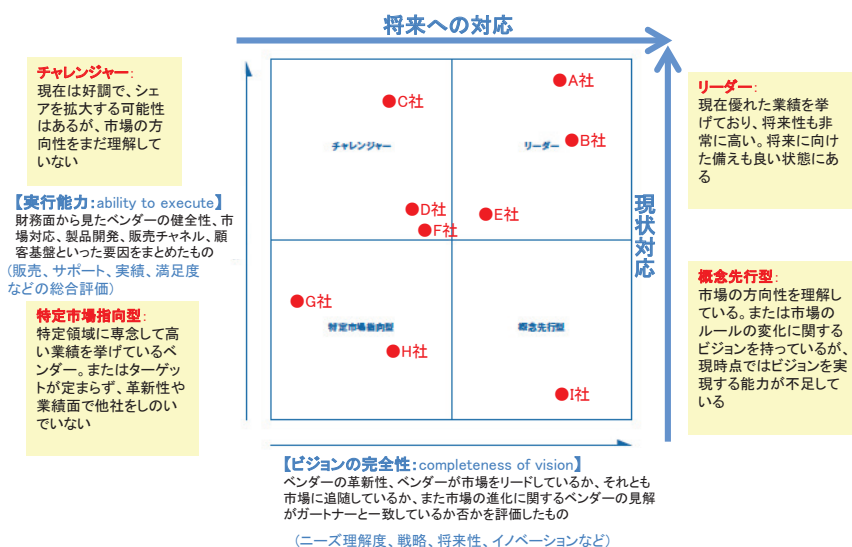 将来への対応
チャレンジャー:
現在は好調で、シェ
アを拡大する可能性
はあるが、市場の方
向性をまだ理解して
いない
【実行能力:ability to execute】
財務面から見たベンダーの健全性、市
場対応、製品開発、販売チャネル、顧
客基盤といった要因をまとめたもの
(販売、サポート、実績、満足度
などの総合評価)
特定市場指向型:
特定領域に専念して高
い業績を挙げているベ
ンダー。またはターゲッ
トが定まらず、革新性や
業績面で他社をしのい
でいない
A社
C社
チャレンジャー
リーダー
B社
D社
E社
F社
G社
特定市場指向型
概念先行型
H社
I社
現状対応
リーダー:
現在優れた業績を挙
げており、将来性も非
常に高い。将来に向け
た備えも良い状態にあ
る
概念先行型:
市場の方向性を理解し
ている。または市場の
ルールの変化に関する
ビジョンを持っているが、
現時点ではビジョンを実
現する能力が不足して
いる
【ビジョンの完全性:completeness of vision】
ベンダーの革新性、ベンダーが市場をリードしているか、それとも
市場に追随しているか、また市場の進化に関するベンダーの見解
がガートナーと一致しているか否かを評価したもの
(ニーズ理解度、戦略、将来性、イノベーションなど)